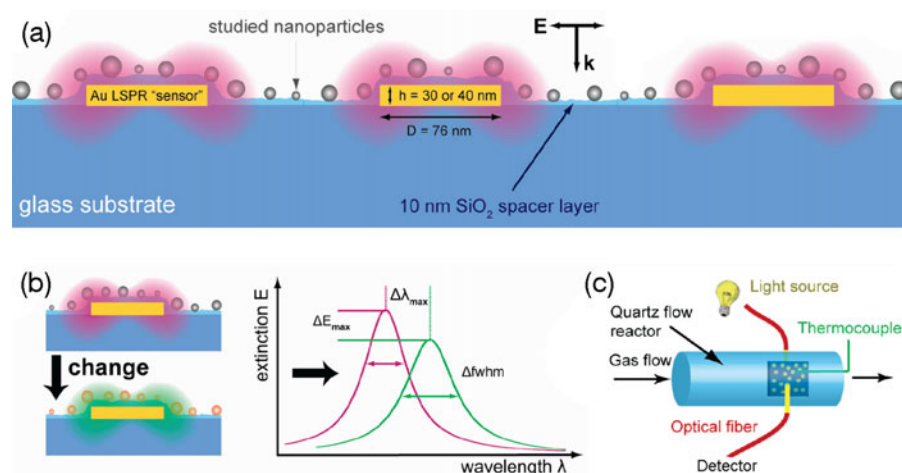 (a)
studied nanoparticles
E
k
Au LSPR “sensor”
h = 30 or 40 nm
D = 76 nm
glass substrate
10 nm SiO₂ spacer layer
(b)
change
extinction E
ΔEmax
Δλmax
Δfwhm
wavelength λ
(c)
Light source
Quartz flow
reactor
Thermocouple
Gas flow
Optical fiber
Detector